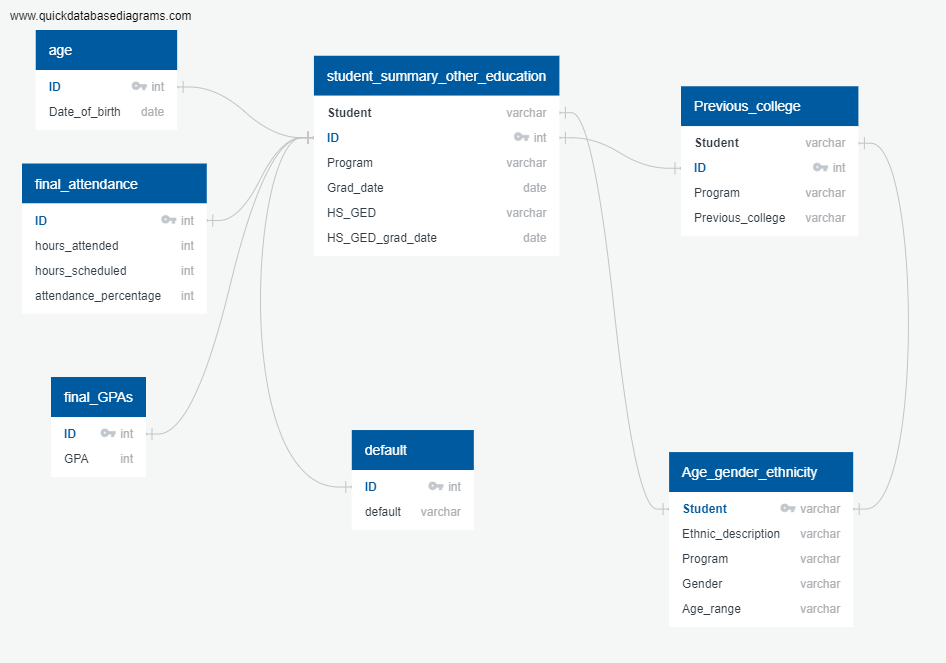 www.quickdatabasediagrams.com
age
ID int
Date_of_birth date
student_summary_other_education
Student varchar
ID int
Program varchar
Grad_date date
HS_GED varchar
HS_GED_grad_date date
Previous_college
Student varchar
ID int
Program varchar
Previous_college varchar
final_attendance
ID int
hours_attended int
hours_scheduled int
attendance_percentage int
final_GPAs
ID int
GPA int
default
ID int
default varchar
Age_gender_ethnicity
Student varchar
Ethnic_description varchar
Program varchar
Gender varchar
Age_range varchar